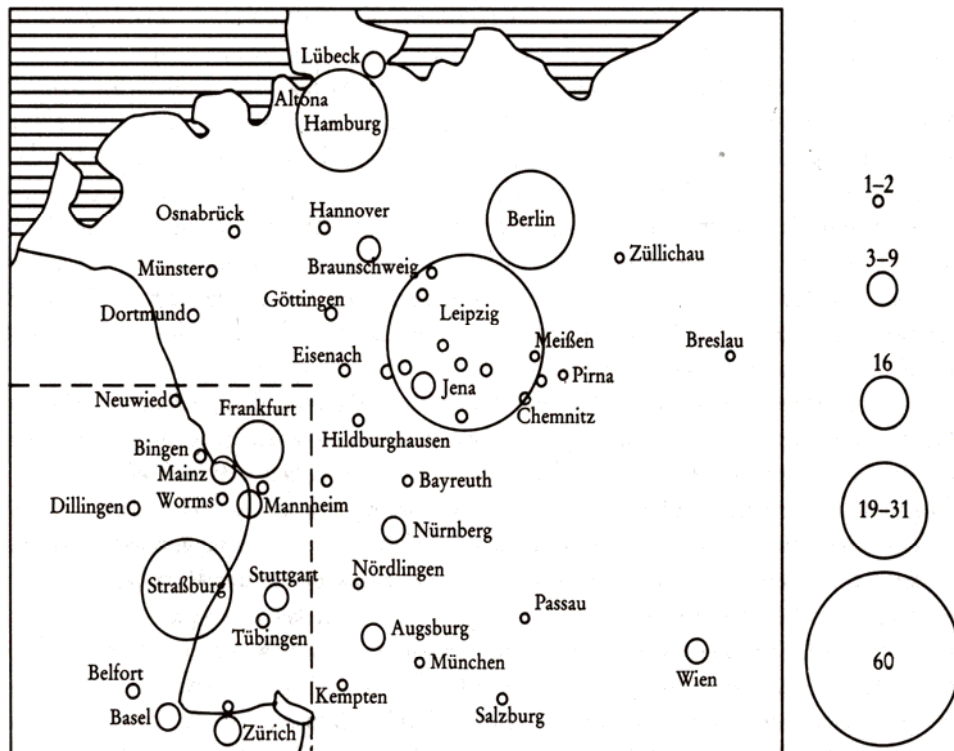 Lübeck
Altona
Hamburg
1–2
Osnabrück
Hannover
Berlin
Braunschweig
Züllichau
3–9
Münster
Göttingen
Leipzig
Dortmund
Meißen
Breslau
Eisenach
Jena
Pirna
16
Neuwied
Frankfurt
Chemnitz
Hildburghausen
Bingen
Mainz
Bayreuth
Dillingen
Worms
Mannheim
19–31
Nürnberg
Nördlingen
Straßburg
Stuttgart
Passau
Tübingen
Augsburg
München
60
Belfort
Wien
Kempten
Basel
Zürich
Salzburg